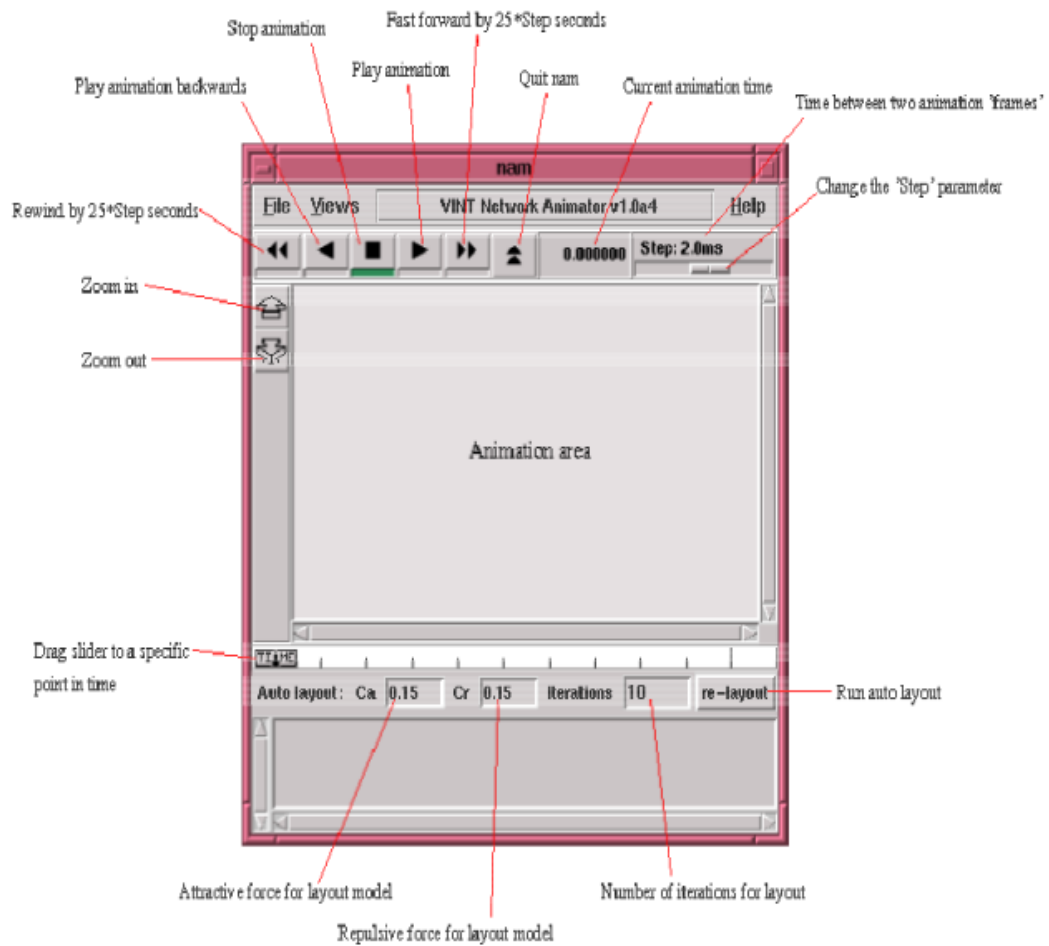 Fast forward by 25*Step seconds
Stop animation
Play animation
Quit nam
Play animation backwards
Current animation time
Time between two animation 'frames'
nam
Change the 'Step' parameter
File Views VINT Network Animator v1.0a4 Help
Rewind by 25*Step seconds
0.000000
Step: 2.0ms
Zoom in
Zoom out
Animation area
Drag slider to a specific
point in time
TIME
Auto layout: Ca 0.15 Cr 0.15 Iterations 10 re-layout
Run auto layout
Attractive force for layout model
Number of iterations for layout
Repulsive force for layout model